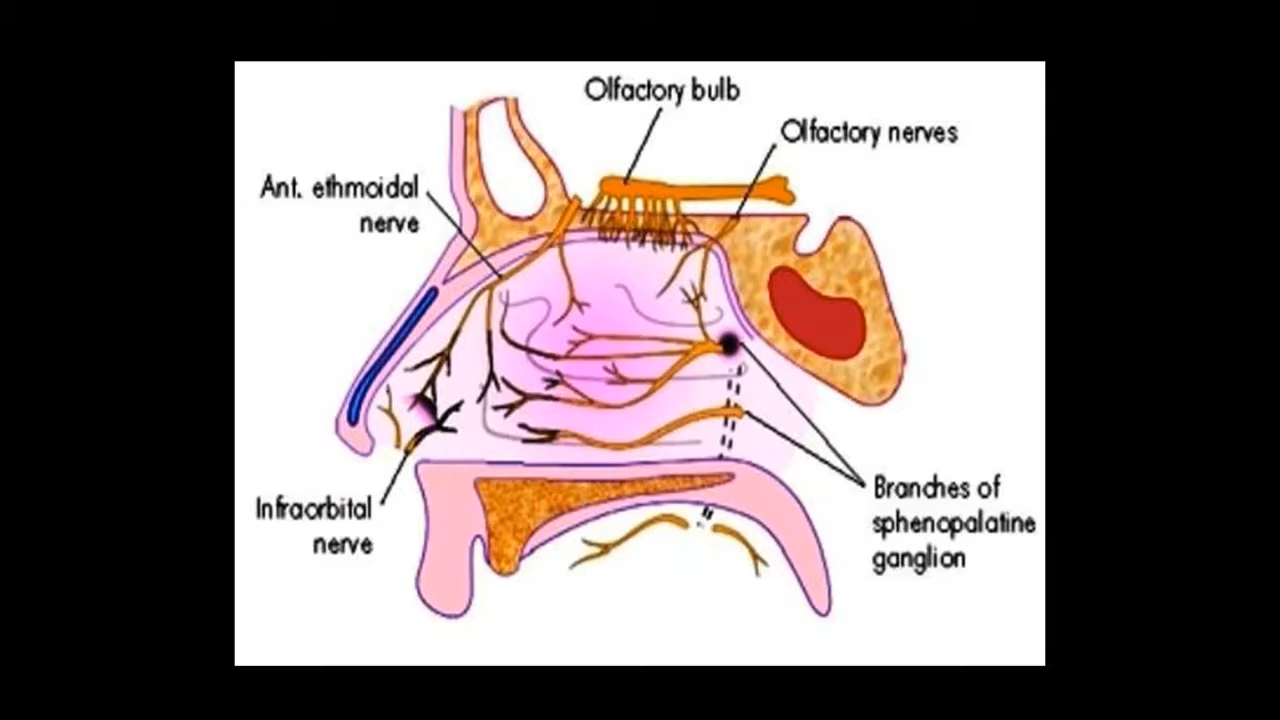 Olfactory bulb
Olfactory nerves
Ant. ethmoidal
nerve
Infraorbital
nerve
Branches of
sphenopalatine
ganglion